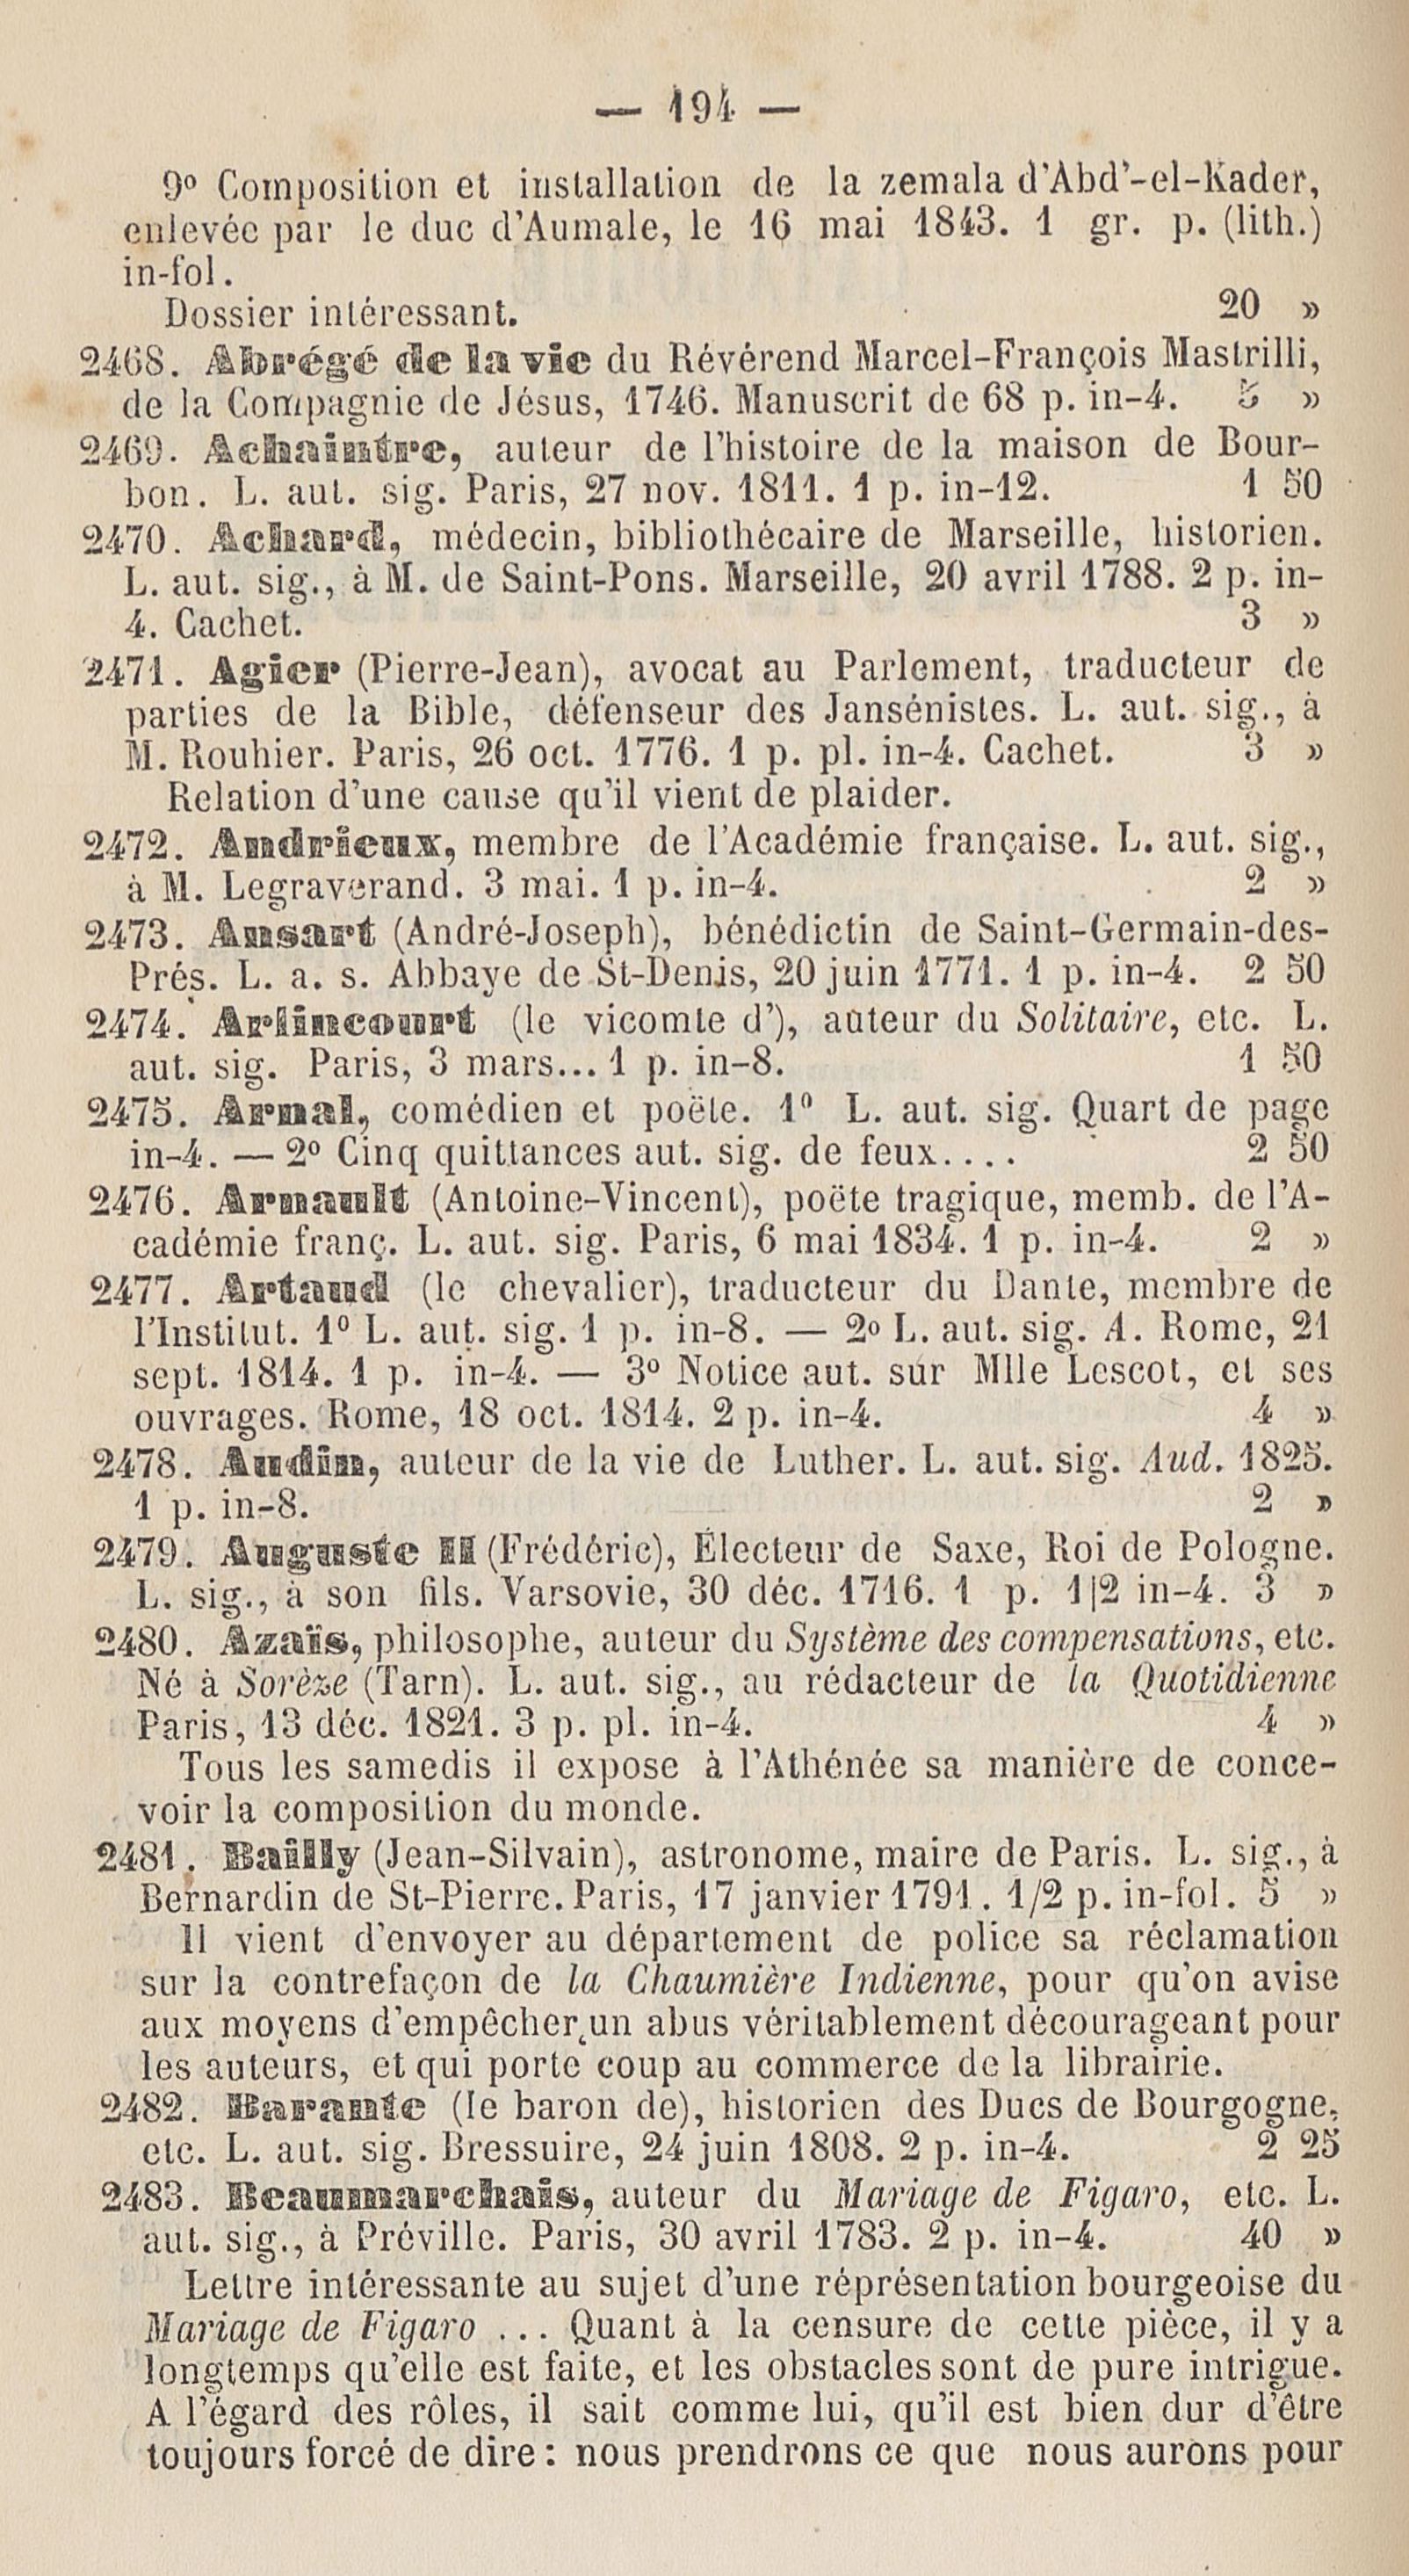 — 194 —
9º Composition et installation de la zemala d'Abd'-el-Kader,
enlevée par le duc d'Aumale, le 16 mai 1843. 1 gr. p. (lith.)
in-fol.
Dossier intéressant. 20 »
2468. Abrégé de la vie du Révérend Marcel-François Mastrilli,
de la Compagnie de Jésus, 1746. Manuscrit de 68 p. in-4. 5 »
2469. Achaintre, auteur de l'histoire de la maison de Bour-
bon. L. aut. sig. Paris, 27 nov. 1811. 1 p. in-12. 1 50
2470. Achard, médecin, bibliothécaire de Marseille, historien.
L. aut. sig., à M. de Saint-Pons. Marseille, 20 avril 1788. 2 p. in-
4. Cachet. 3 »
2471. Agier (Pierre-Jean), avocat au Parlement, traducteur de
parties de la Bible, défenseur des Jansénistes. L. aut. sig., à
M. Rouhier. Paris, 26 oct. 1776. 1 p. pl. in-4. Cachet. 3 »
Relation d'une cause qu'il vient de plaider.
2472. Andrieux, membre de l'Académie française. L. aut. sig.,
à M. Legraverand. 3 mai. 1 p. in-4. 2 »
2473. Ansart (André-Joseph), bénédictin de Saint-Germain-des-
Prés. L. a. s. Abbaye de St-Denis, 20 juin 1771. 1 p. in-4. 2 50
2474. Arlincourt (le vicomte d'), auteur du Solitaire, etc. L.
aut. sig. Paris, 3 mars... 1 p. in-8. 1 50
2475. Arnal, comédien et poëte. 1º L. aut. sig. Quart de page
in-4. — 2º Cinq quittances aut. sig. de feux.... 2 50
2476. Arnault (Antoine-Vincent), poëte tragique, memb. de l'A-
cadémie franç. L. aut. sig. Paris, 6 mai 1834. 1 p. in-4. 2 »
2477. Artaud (le chevalier), traducteur du Dante, membre de
l'Institut. 1º L. aut. sig. 1 p. in-8. — 2º L. aut. sig. A. Rome, 21
sept. 1814. 1 p. in-4. — 3º Notice aut. sur Mlle Lescot, et ses
ouvrages. Rome, 18 oct. 1814. 2 p. in-4. 4 »
2478. Audin, auteur de la vie de Luther. L. aut. sig. Aud. 1825.
1 p. in-8. 2 »
2479. Auguste II (Frédéric), Électeur de Saxe, Roi de Pologne.
L. sig., à son fils. Varsovie, 30 déc. 1716. 1 p. 1|2 in-4. 3 »
2480. Azaïs, philosophe, auteur du Système des compensations, etc.
Né à Sorèze (Tarn). L. aut. sig., au rédacteur de la Quotidienne
Paris, 13 déc. 1821. 3 p. pl. in-4. 4 »
Tous les samedis il expose à l'Athénée sa manière de conce-
voir la composition du monde.
2481. Bailly (Jean-Silvain), astronome, maire de Paris. L. sig., à
Bernardin de St-Pierre. Paris, 17 janvier 1791. 1/2 p. in-fol. 5 »
Il vient d'envoyer au département de police sa réclamation
sur la contrefaçon de la Chaumière Indienne, pour qu'on avise
aux moyens d'empêcher un abus véritablement décourageant pour
les auteurs, et qui porte coup au commerce de la librairie.
2482. Barante (le baron de), historien des Ducs de Bourgogne,
etc. L. aut. sig. Bressuire, 24 juin 1808. 2 p. in-4. 2 25
2483. Beaumarchais, auteur du Mariage de Figaro, etc. L.
aut. sig., à Préville. Paris, 30 avril 1783. 2 p. in-4. 40 »
Lettre intéressante au sujet d'une réprésentation bourgeoise du
Mariage de Figaro ... Quant à la censure de cette pièce, il y a
longtemps qu'elle est faite, et les obstacles sont de pure intrigue.
A l'égard des rôles, il sait comme lui, qu'il est bien dur d'être
toujours forcé de dire : nous prendrons ce que nous aurons pour